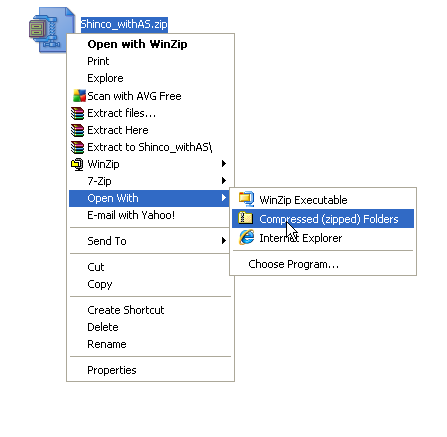 Shinco_withAS.zip
Open with WinZip
Print
Explore
Scan with AVG Free
Extract files...
Extract Here
Extract to Shinco_withAS\
WinZip
7-Zip
Open With
E-mail with Yahoo!
Send To
Cut
Copy
Create Shortcut
Delete
Rename
Properties
WinZip Executable
Compressed (zipped) Folders
Internet Explorer
Choose Program...